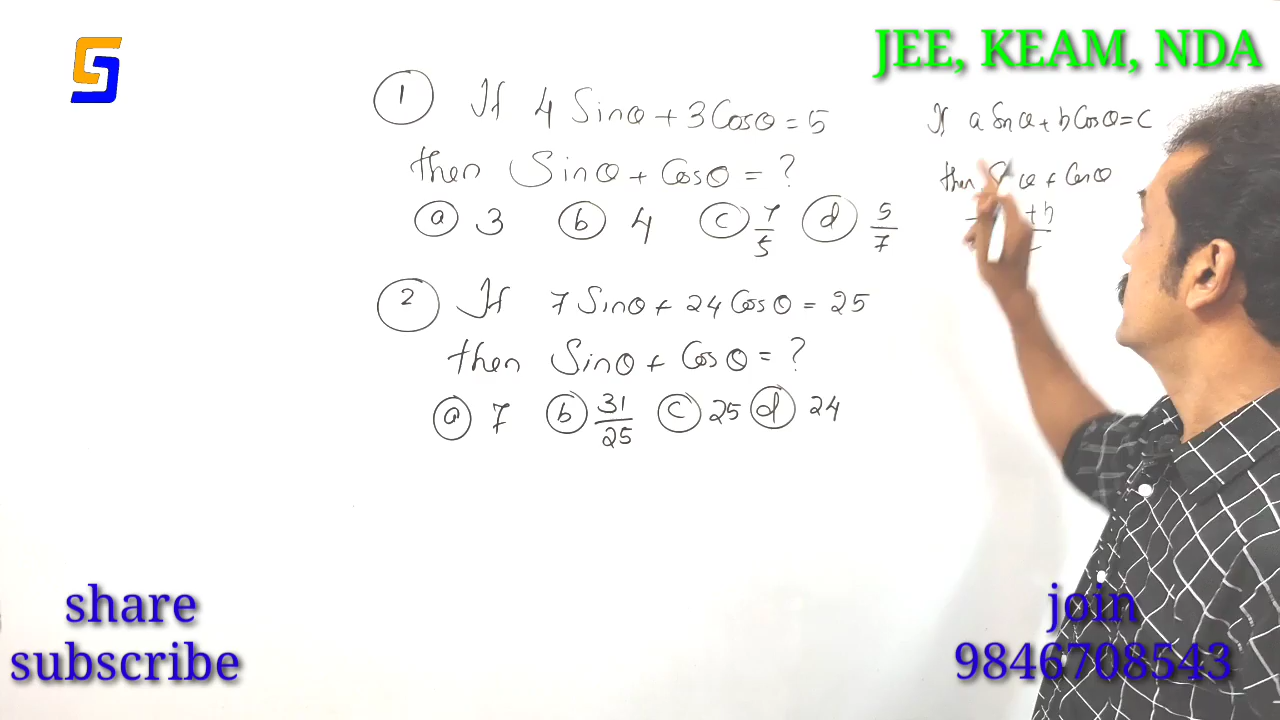 JEE, KEAM, NDA
① If 4 Sinθ + 3 Cosθ = 5
then Sinθ + Cosθ = ?
ⓐ 3 ⓑ 4 ⓒ 7/5 ⓓ 5/7
② If 7 Sinθ + 24 Cosθ = 25
then Sinθ + Cosθ = ?
ⓐ 7 ⓑ 31/25 ⓒ 25 ⓓ 24
If a Sinθ + b Cosθ = c
then θ + Cosθ
+ b
share
subscribe
join
9846708543